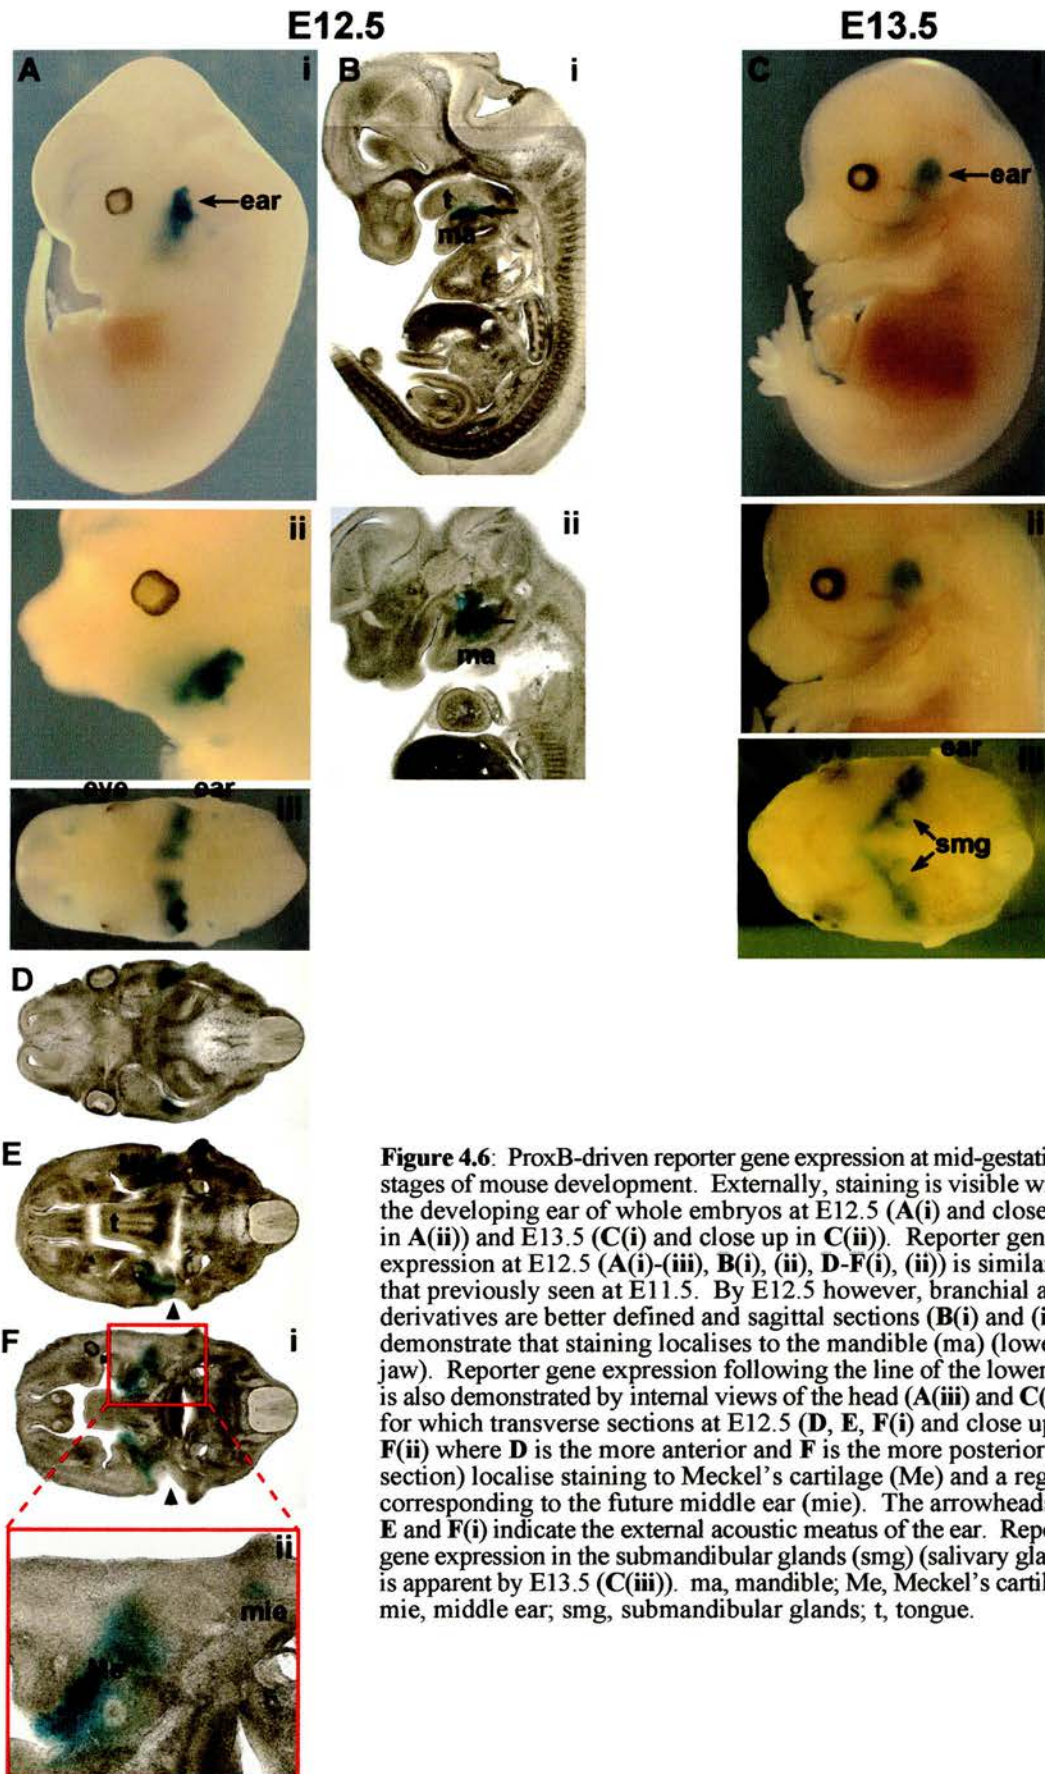 E12.5
E13.5
A
i
B
i
C
ear
t
ma
ear
ii
ii
ma
ii
eye
ear
iii
ear
smg
D
E
t
F
i
ii
mie
Figure 4.6: ProxB-driven reporter gene expression at mid-gestati
stages of mouse development. Externally, staining is visible wi
the developing ear of whole embryos at E12.5 (A(i) and close
in A(ii)) and E13.5 (C(i) and close up in C(ii)). Reporter gen
expression at E12.5 (A(i)-(iii), B(i), (ii), D-F(i), (ii)) is similar
that previously seen at E11.5. By E12.5 however, branchial a
derivatives are better defined and sagittal sections (B(i) and (i
demonstrate that staining localises to the mandible (ma) (lowe
jaw). Reporter gene expression following the line of the lower
is also demonstrated by internal views of the head (A(iii) and C(
for which transverse sections at E12.5 (D, E, F(i) and close up
F(ii) where D is the more anterior and F is the more posterior
section) localise staining to Meckel's cartilage (Me) and a reg
corresponding to the future middle ear (mie). The arrowhead
E and F(i) indicate the external acoustic meatus of the ear. Repo
gene expression in the submandibular glands (smg) (salivary gla
is apparent by E13.5 (C(iii)). ma, mandible; Me, Meckel's cartil
mie, middle ear; smg, submandibular glands; t, tongue.